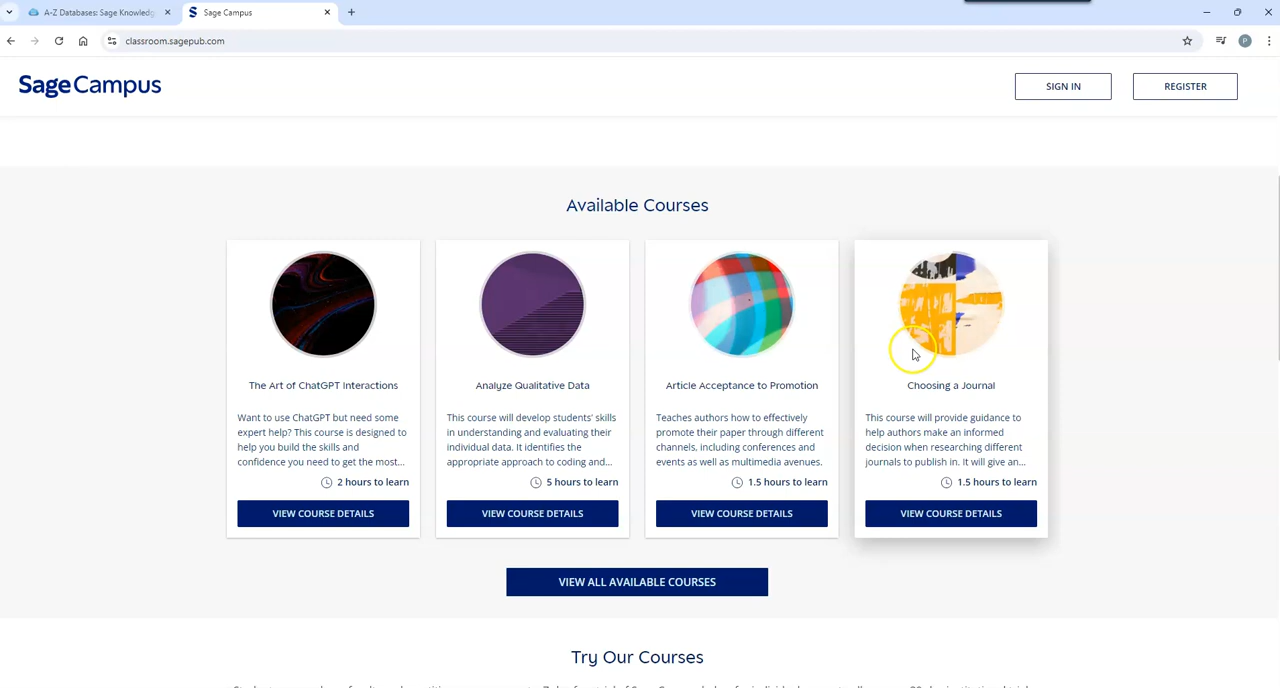 A-Z Databases: Sage Knowledg
Sage Campus
classroom.sagepub.com
P
SageCampus
SIGN IN
REGISTER
Available Courses
The Art of ChatGPT Interactions
Want to use ChatGPT but need some
expert help? This course is designed to
help you build the skills and
confidence you need to get the most...
2 hours to learn
VIEW COURSE DETAILS
Analyze Qualitative Data
This course will develop students' skills
in understanding and evaluating their
individual data. It identifies the
appropriate approach to coding and...
5 hours to learn
VIEW COURSE DETAILS
Article Acceptance to Promotion
Teaches authors how to effectively
promote their paper through different
channels, including conferences and
events as well as multimedia avenues.
1.5 hours to learn
VIEW COURSE DETAILS
Choosing a Journal
This course will provide guidance to
help authors make an informed
decision when researching different
journals to publish in. It will give an...
1.5 hours to learn
VIEW COURSE DETAILS
VIEW ALL AVAILABLE COURSES
Try Our Courses